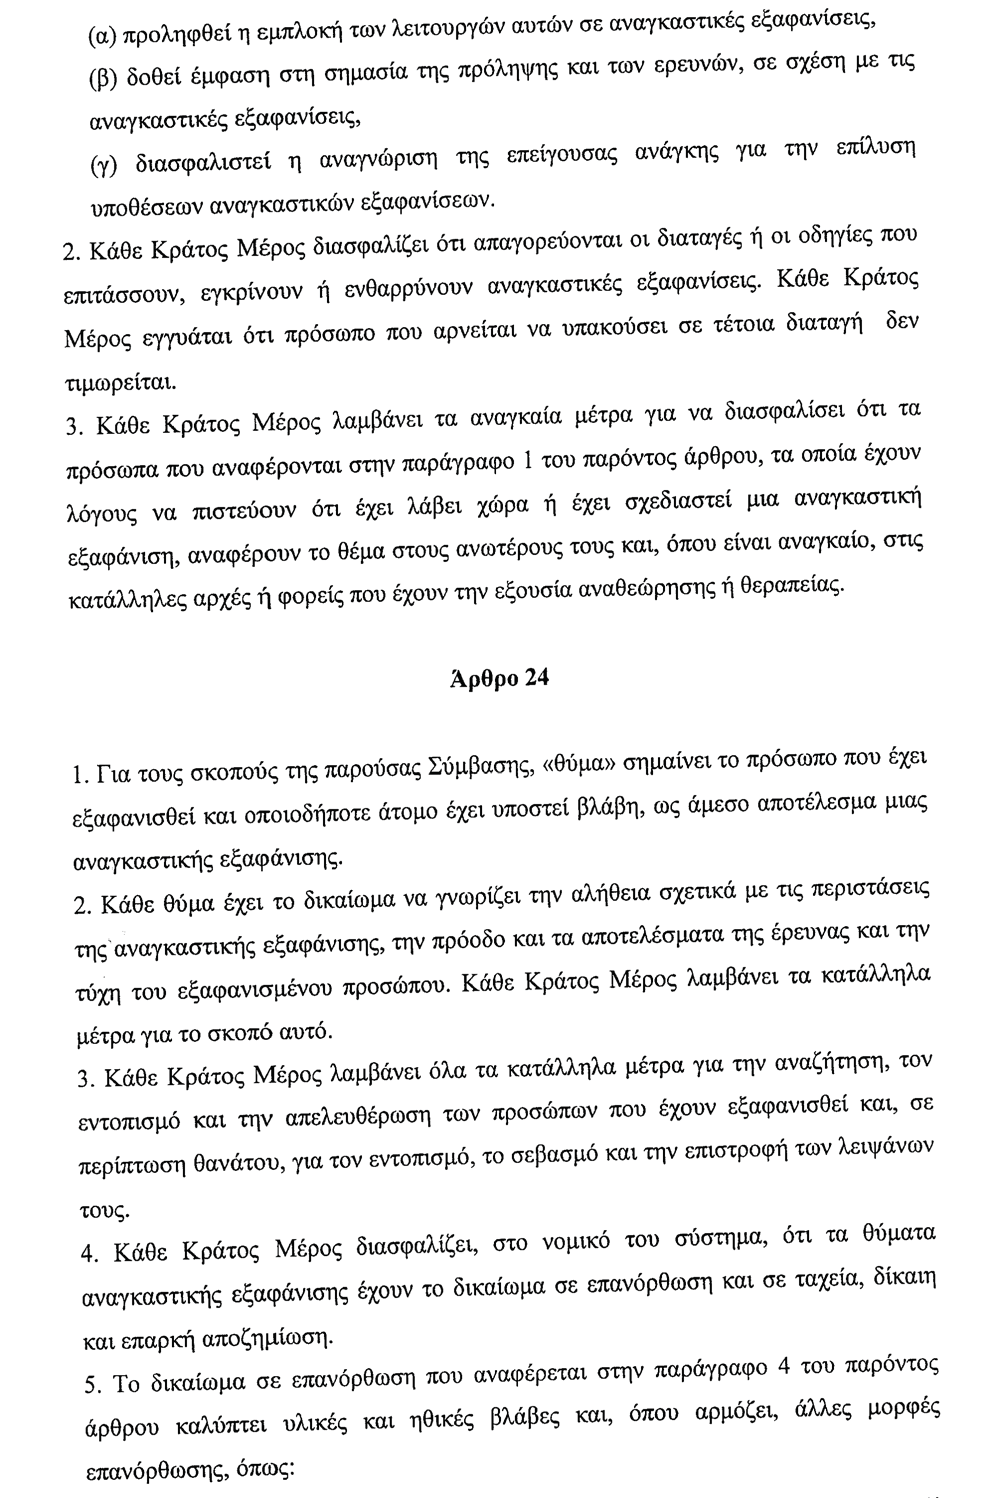 (α) προληφθεί η εμπλοκή των λειτουργών αυτών σε αναγκαστικές εξαφανίσεις,
(β) δοθεί έμφαση στη σημασία της πρόληψης και των ερευνών, σε σχέση με τις
αναγκαστικές εξαφανίσεις,
(γ) διασφαλιστεί η αναγνώριση της επείγουσας ανάγκης για την επίλυση
υποθέσεων αναγκαστικών εξαφανίσεων.
2. Κάθε Κράτος Μέρος διασφαλίζει ότι απαγορεύονται οι διαταγές ή οι οδηγίες που
επιτάσσουν, εγκρίνουν ή ενθαρρύνουν αναγκαστικές εξαφανίσεις. Κάθε Κράτος
Μέρος εγγυάται ότι πρόσωπο που αρνείται να υπακούσει σε τέτοια διαταγή δεν
τιμωρείται.
3. Κάθε Κράτος Μέρος λαμβάνει τα αναγκαία μέτρα για να διασφαλίσει ότι τα
πρόσωπα που αναφέρονται στην παράγραφο 1 του παρόντος άρθρου, τα οποία έχουν
λόγους να πιστεύουν ότι έχει λάβει χώρα ή έχει σχεδιαστεί μια αναγκαστική
εξαφάνιση, αναφέρουν το θέμα στους ανωτέρους τους και, όπου είναι αναγκαίο, στις
κατάλληλες αρχές ή φορείς που έχουν την εξουσία αναθεώρησης ή θεραπείας.
Άρθρο 24
1. Για τους σκοπούς της παρούσας Σύμβασης, «θύμα» σημαίνει το πρόσωπο που έχει
εξαφανισθεί και οποιοδήποτε άτομο έχει υποστεί βλάβη, ως άμεσο αποτέλεσμα μιας
αναγκαστικής εξαφάνισης.
2. Κάθε θύμα έχει το δικαίωμα να γνωρίζει την αλήθεια σχετικά με τις περιστάσεις
της αναγκαστικής εξαφάνισης, την πρόοδο και τα αποτελέσματα της έρευνας και την
τύχη του εξαφανισμένου προσώπου. Κάθε Κράτος Μέρος λαμβάνει τα κατάλληλα
μέτρα για το σκοπό αυτό.
3. Κάθε Κράτος Μέρος λαμβάνει όλα τα κατάλληλα μέτρα για την αναζήτηση, τον
εντοπισμό και την απελευθέρωση των προσώπων που έχουν εξαφανισθεί και, σε
περίπτωση θανάτου, για τον εντοπισμό, το σεβασμό και την επιστροφή των λειψάνων
τους.
4. Κάθε Κράτος Μέρος διασφαλίζει, στο νομικό του σύστημα, ότι τα θύματα
αναγκαστικής εξαφάνισης έχουν το δικαίωμα σε επανόρθωση και σε ταχεία, δίκαιη
και επαρκή αποζημίωση.
5. Το δικαίωμα σε επανόρθωση που αναφέρεται στην παράγραφο 4 του παρόντος
άρθρου καλύπτει υλικές και ηθικές βλάβες και, όπου αρμόζει, άλλες μορφές
επανόρθωσης, όπως: